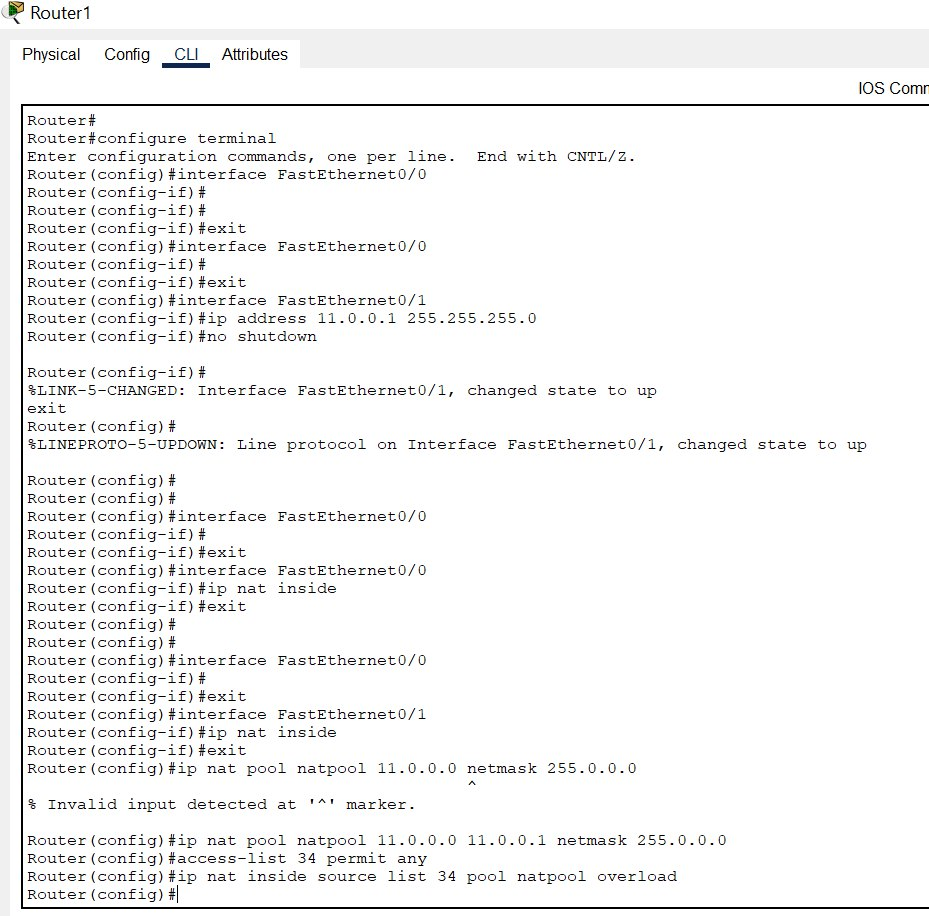 Router1
Physical Config CLI Attributes
IOS Comm
Router#
Router#configure terminal
Enter configuration commands, one per line.  End with CNTL/Z.
Router(config)#interface FastEthernet0/0
Router(config-if)#
Router(config-if)#
Router(config-if)#exit
Router(config)#interface FastEthernet0/0
Router(config-if)#
Router(config-if)#exit
Router(config)#interface FastEthernet0/1
Router(config-if)#ip address 11.0.0.1 255.255.255.0
Router(config-if)#no shutdown
Router(config-if)#
%LINK-5-CHANGED: Interface FastEthernet0/1, changed state to up
exit
Router(config)#
%LINEPROTO-5-UPDOWN: Line protocol on Interface FastEthernet0/1, changed state to up
Router(config)#
Router(config)#
Router(config)#interface FastEthernet0/0
Router(config-if)#
Router(config-if)#exit
Router(config)#interface FastEthernet0/0
Router(config-if)#ip nat inside
Router(config-if)#exit
Router(config)#
Router(config)#
Router(config)#interface FastEthernet0/0
Router(config-if)#
Router(config-if)#exit
Router(config)#interface FastEthernet0/1
Router(config-if)#ip nat inside
Router(config-if)#exit
Router(config)#ip nat pool natpool 11.0.0.0 netmask 255.0.0.0
^
% Invalid input detected at '^' marker.
Router(config)#ip nat pool natpool 11.0.0.0 11.0.0.1 netmask 255.0.0.0
Router(config)#access-list 34 permit any
Router(config)#ip nat inside source list 34 pool natpool overload
Router(config)#